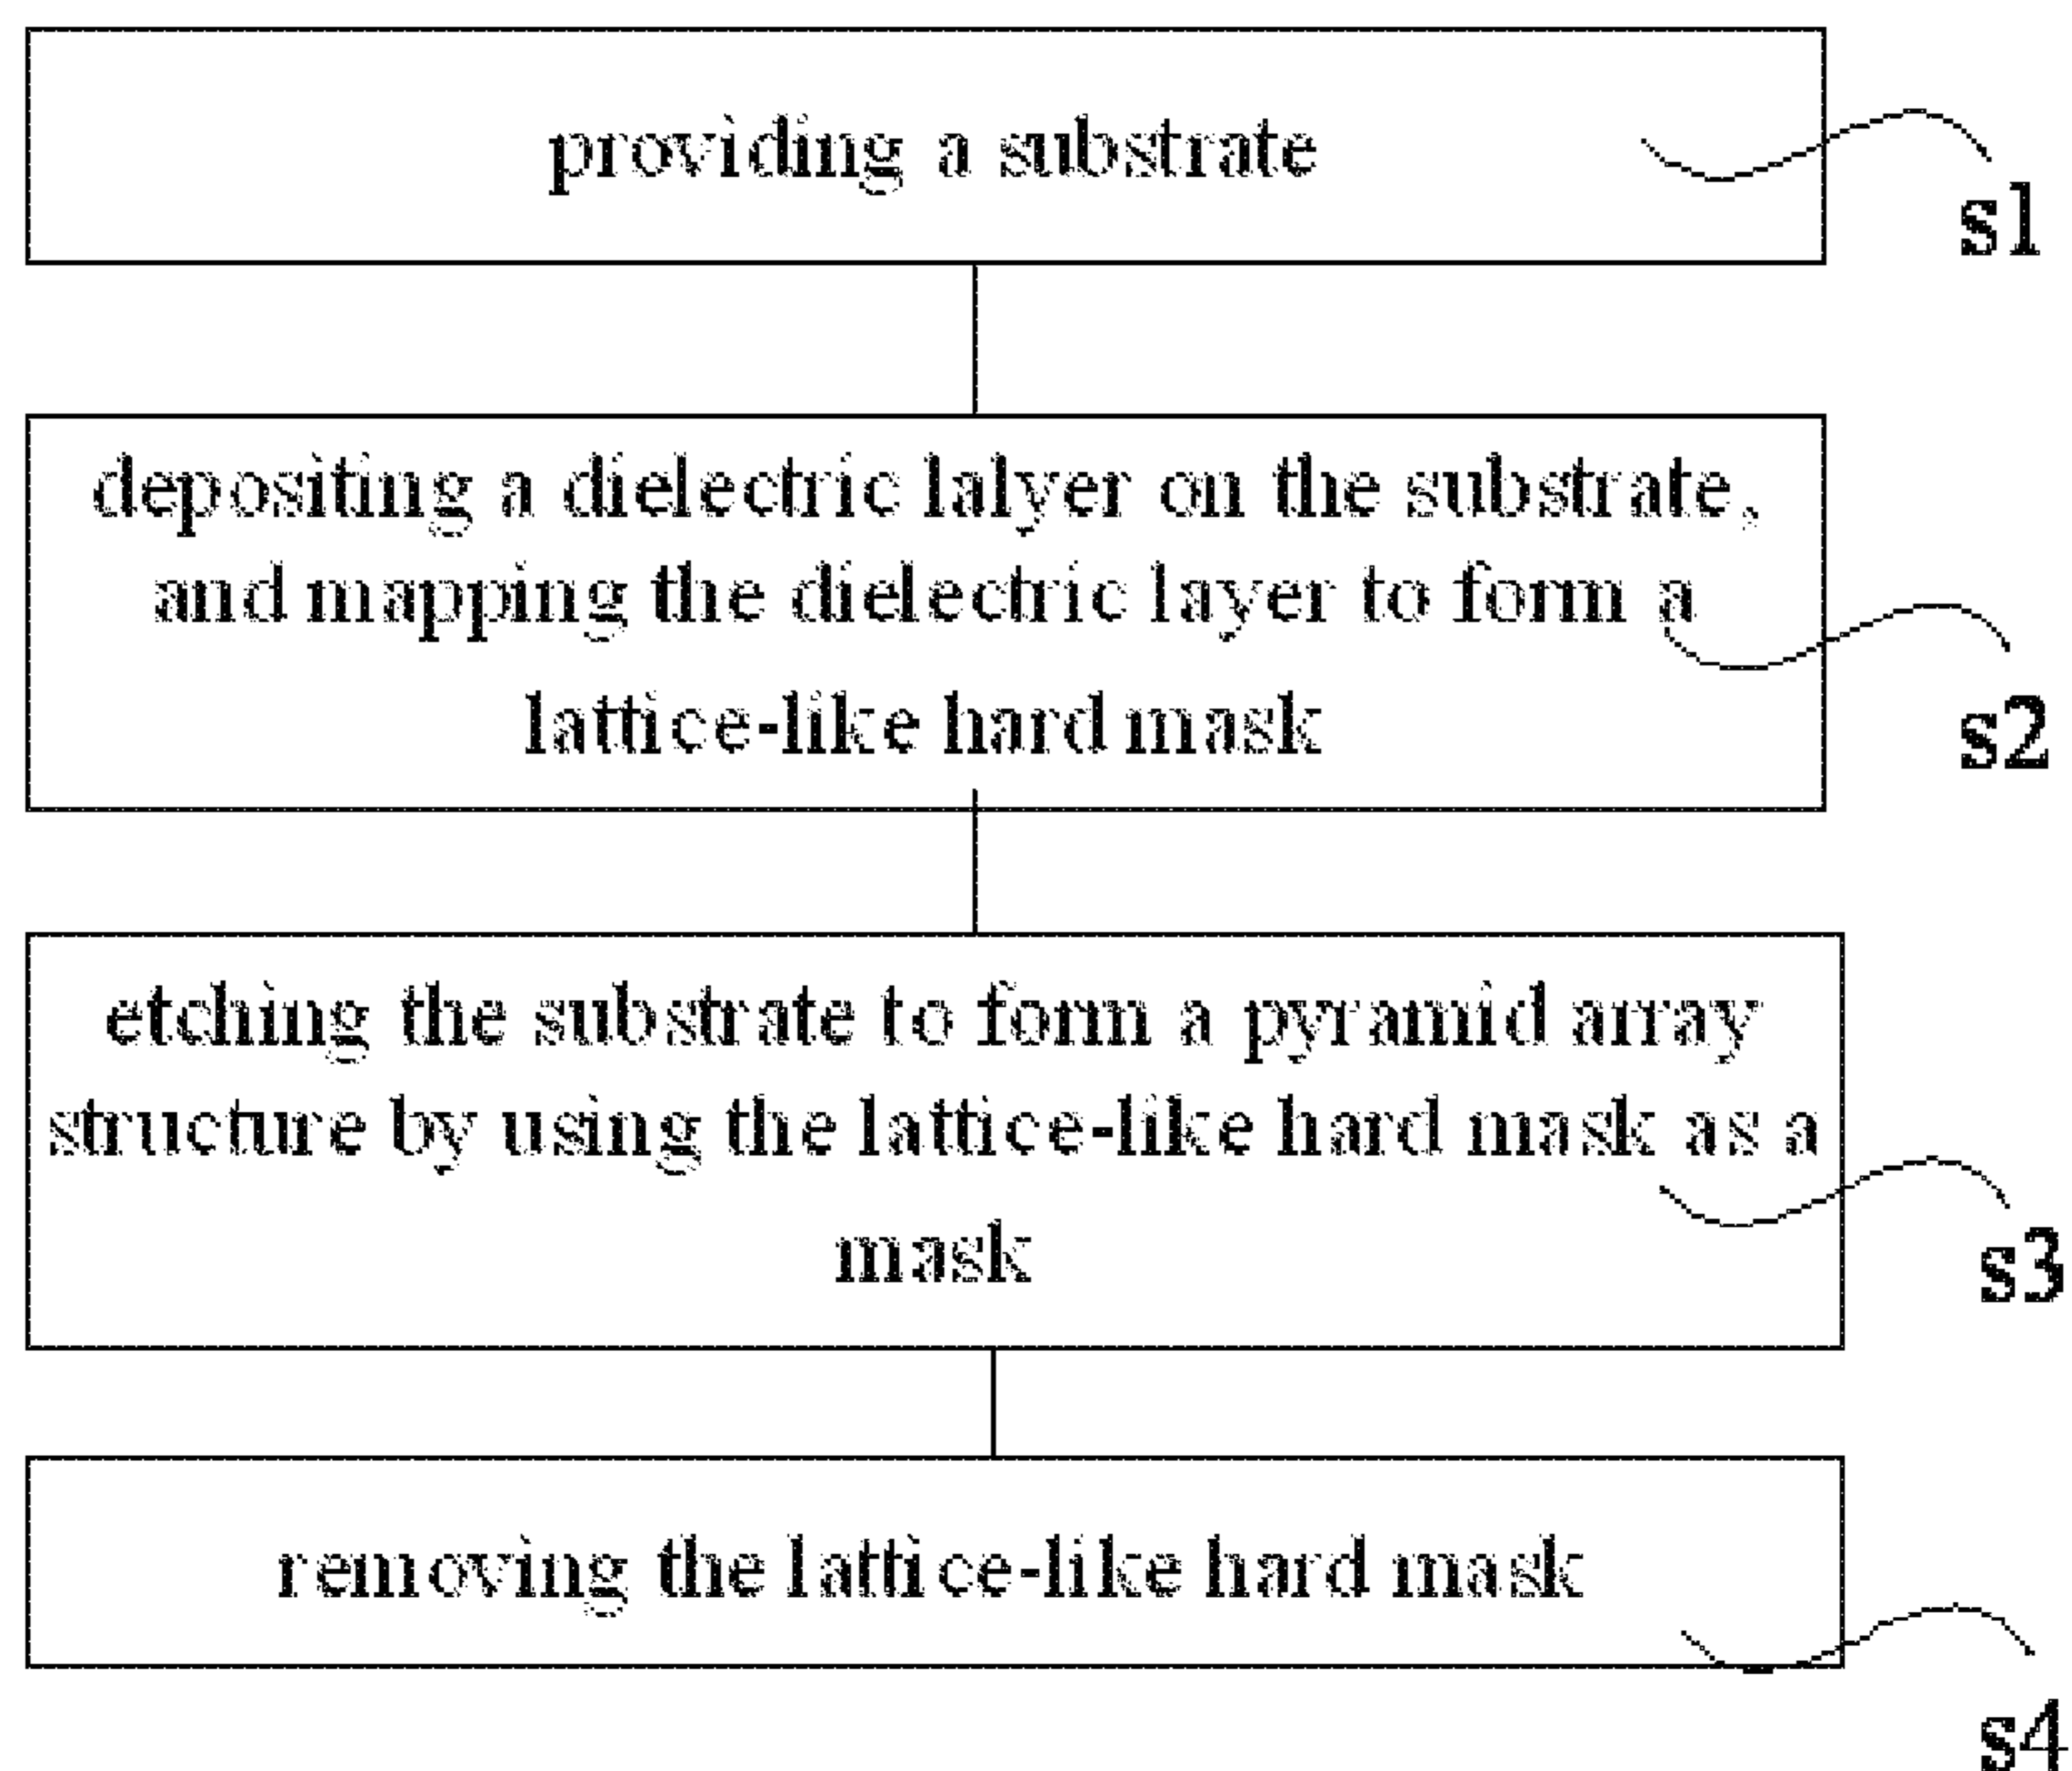 providing a substrate
s1
depositing a dielectric lalyer on the substrate,
and mapping the dielectric layer to form a
lattice-like hard mask
s2
etching the substrate to form a pyramid array
structure by using the lattice-like hard mask as a
mask
s3
removing the lattice-like hard mask
s4